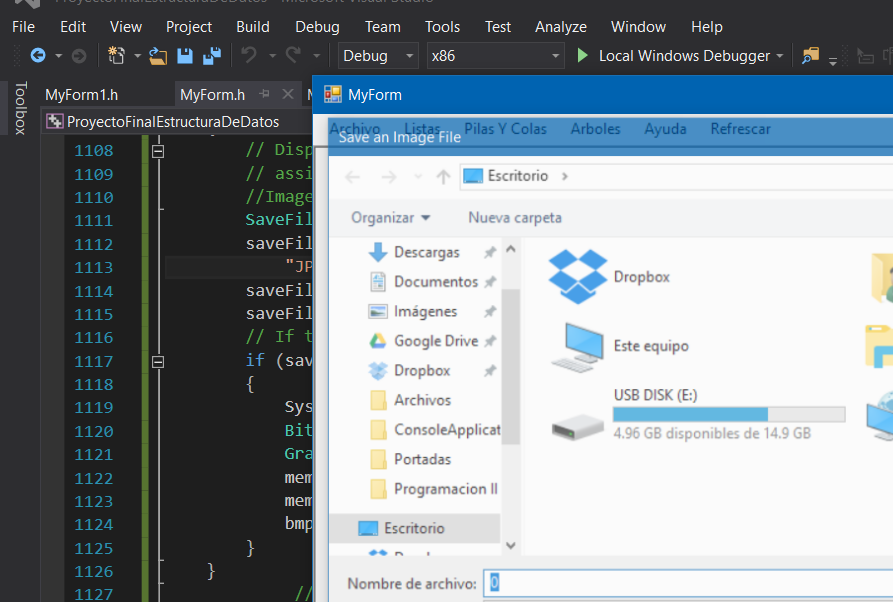 ProyectoFinalEstructuraDeDatos - Microsoft Visual Studio
File Edit View Project Build Debug Team Tools Test Analyze Window Help
Debug x86 Local Windows Debugger
Toolbox
MyForm1.h MyForm.h
ProyectoFinalEstructuraDeDatos
1108 // Disp
1109 // assi
1110 //Image
1111 SaveFil
1112 saveFil
1113 "JP
1114 saveFil
1115 saveFil
1116 // If t
1117 if (sav
1118 {
1119 Sys
1120 Bit
1121 Gra
1122 mem
1123 mem
1124 bmp
1125 }
1126 }
1127 //
MyForm
Archivo Listas Pilas Y Colas Arboles Ayuda Refrescar
Save an Image File
Escritorio
Organizar Nueva carpeta
Descargas
Documentos
Imágenes
Google Drive
Dropbox
Archivos
ConsoleApplicat
Portadas
Programacion II
Escritorio
Dropbox
Este equipo
USB DISK (E:)
4.96 GB disponibles de 14.9 GB
Nombre de archivo: 0